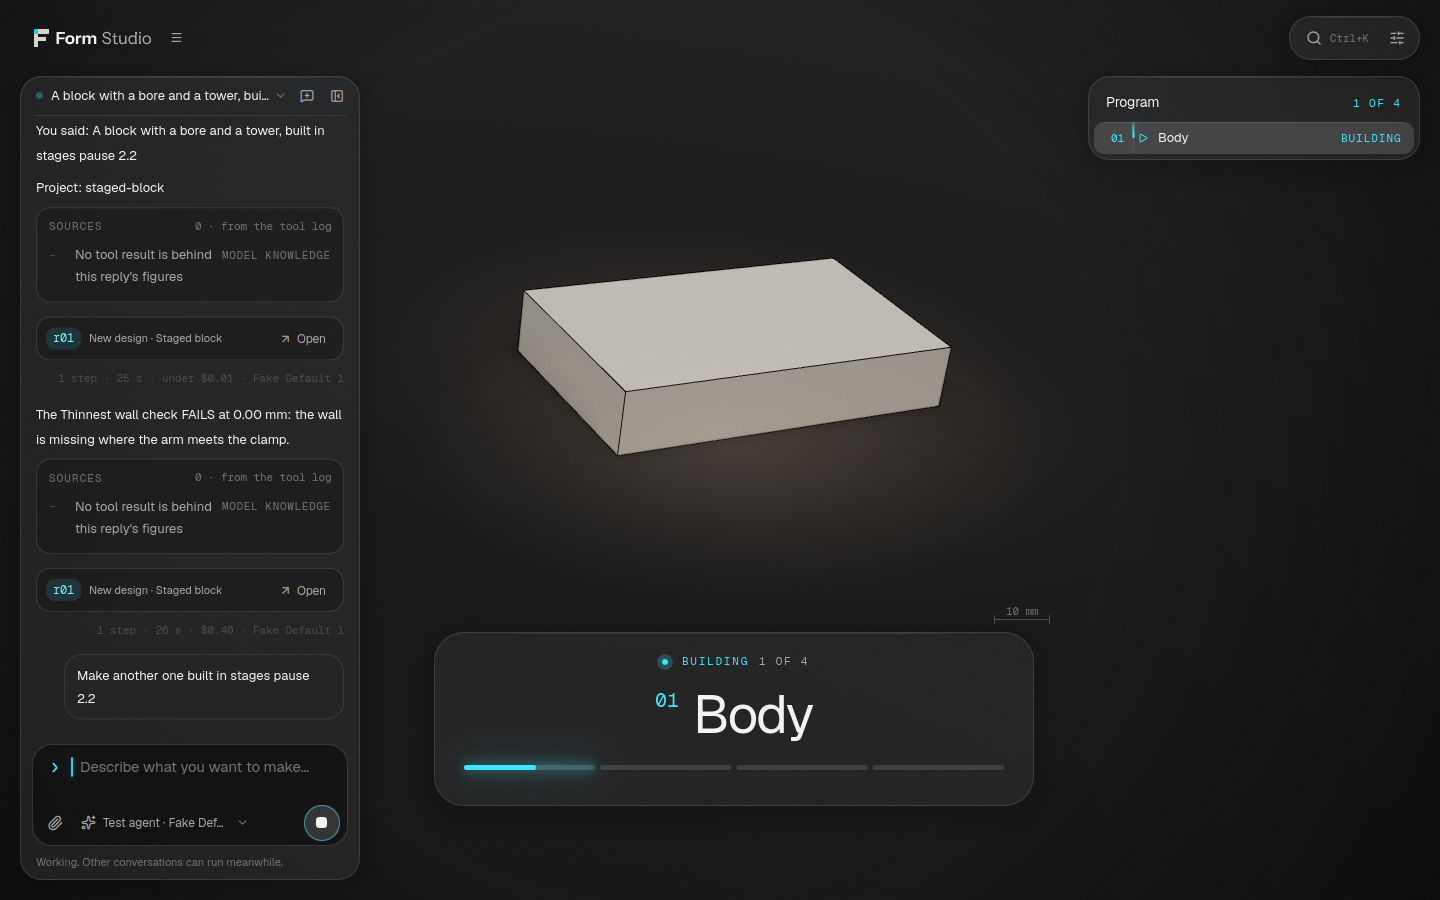 Form Studio
Ctrl+K
A block with a bore and a tower, bui...
You said: A block with a bore and a tower, built in
stages pause 2.2
Project: staged-block
SOURCES
0 · from the tool log
– No tool result is behind MODEL KNOWLEDGE
this reply's figures
r01 New design · Staged block
Open
1 step · 25 s · under $0.01 · Fake Default 1
The Thinnest wall check FAILS at 0.00 mm: the wall
is missing where the arm meets the clamp.
SOURCES
0 · from the tool log
– No tool result is behind MODEL KNOWLEDGE
this reply's figures
r01 New design · Staged block
Open
1 step · 26 s · $0.40 · Fake Default 1
Make another one built in stages pause
2.2
Describe what you want to make...
Test agent · Fake Def...
Working. Other conversations can run meanwhile.
10 mm
BUILDING 1 OF 4
01 Body
Program
1 OF 4
01 Body
BUILDING